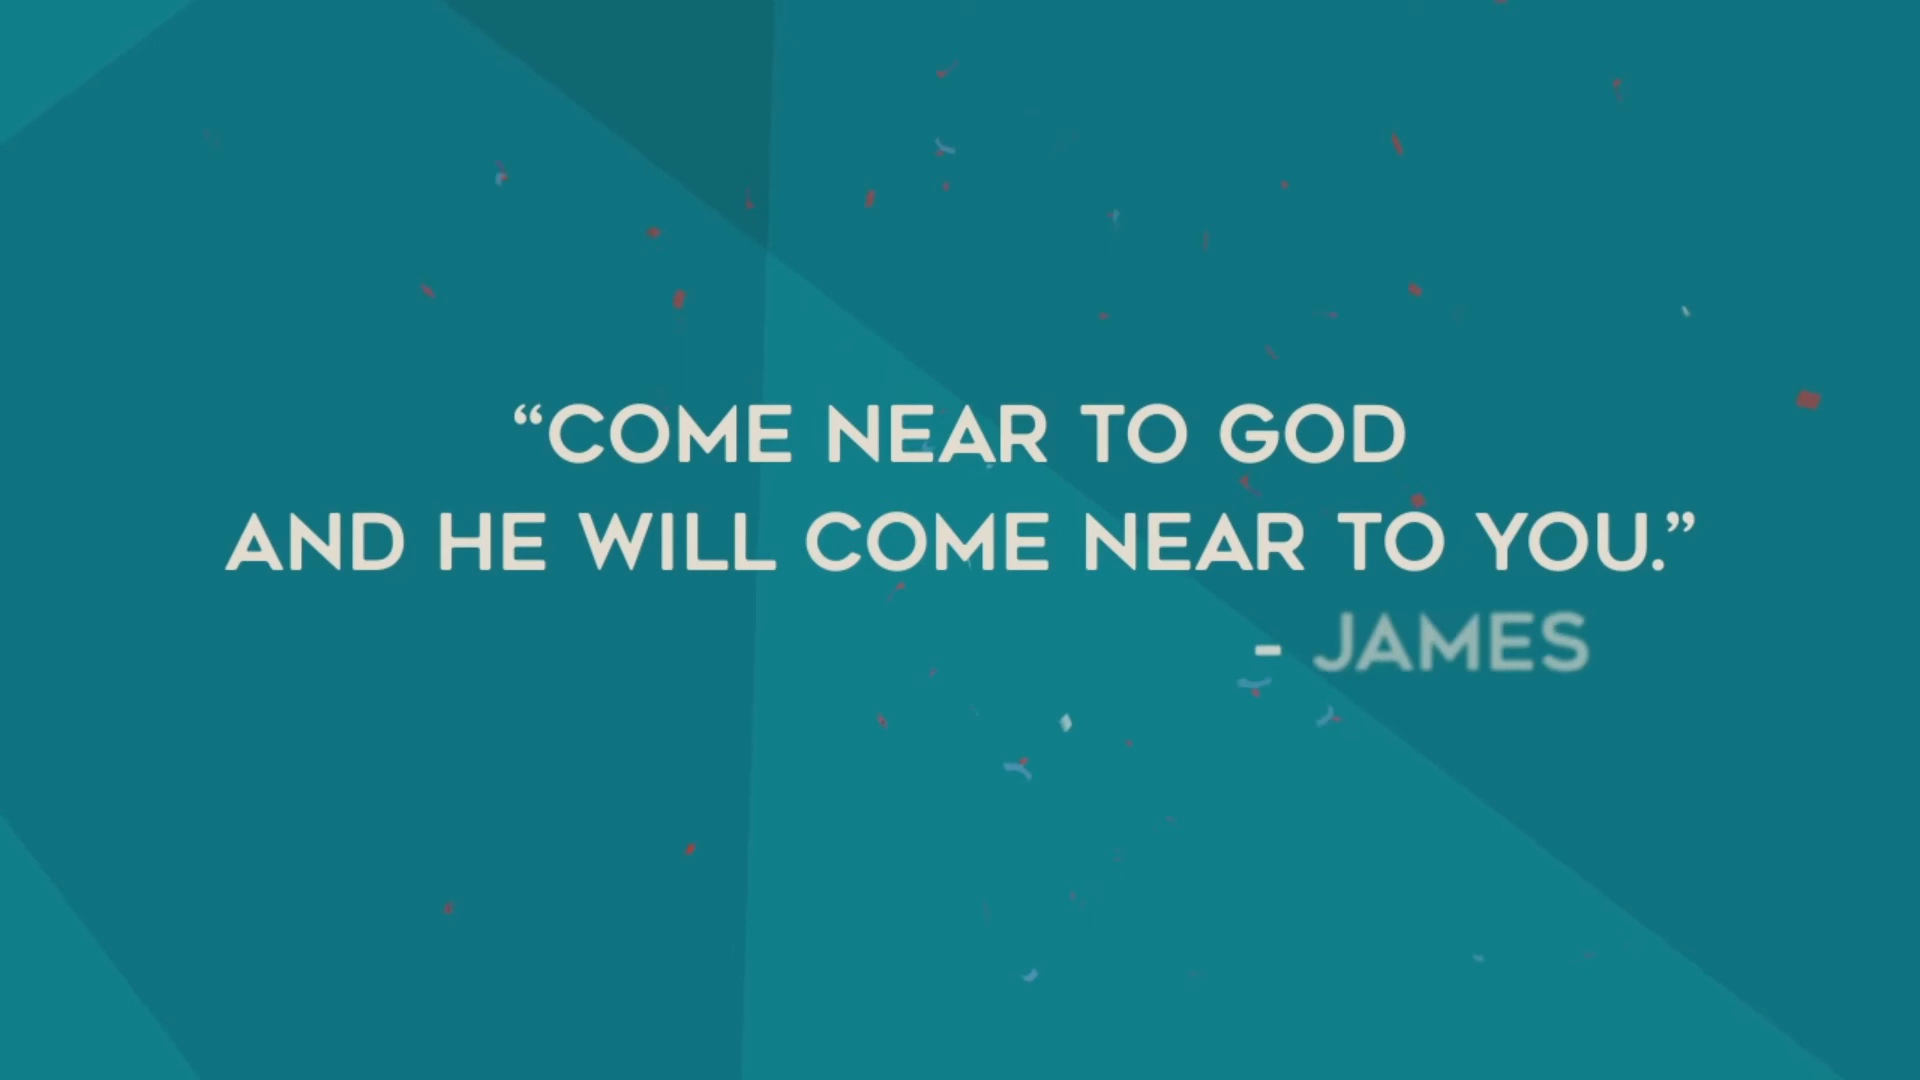 “COME NEAR TO GOD
AND HE WILL COME NEAR TO YOU.”
- JAMES